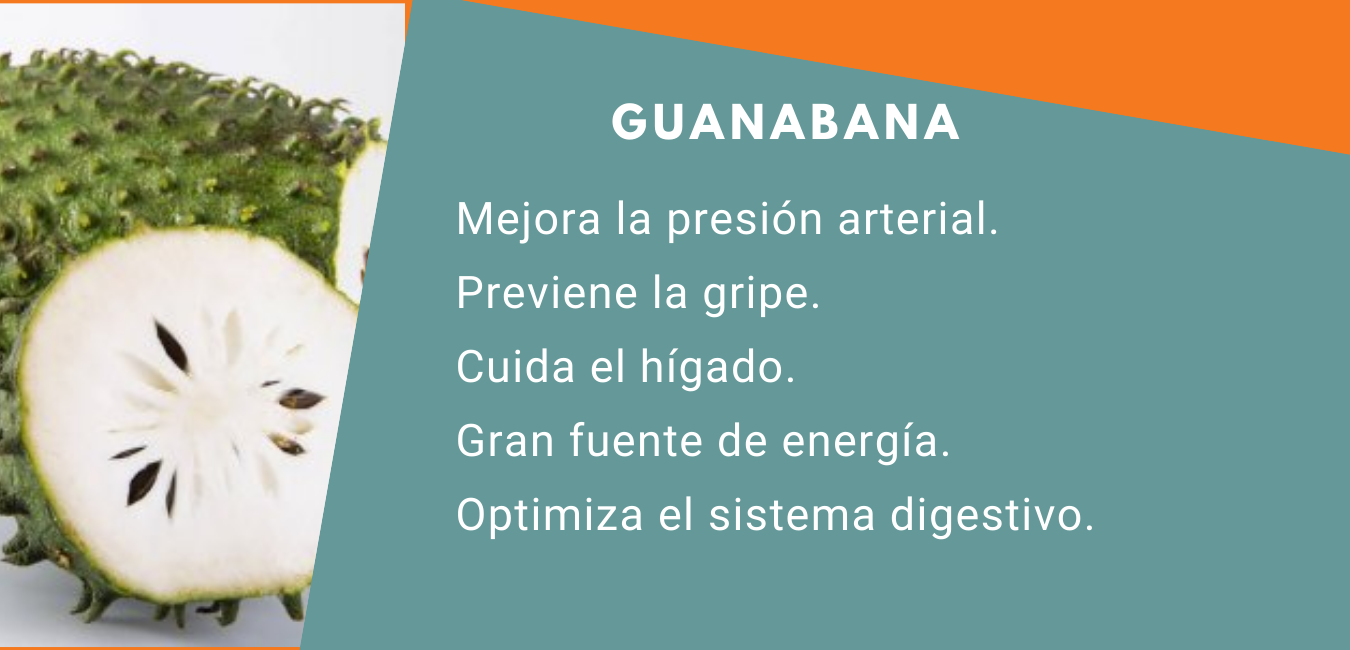 GUANABANA
Mejora la presión arterial.
Previene la gripe.
Cuida el hígado.
Gran fuente de energía.
Optimiza el sistema digestivo.